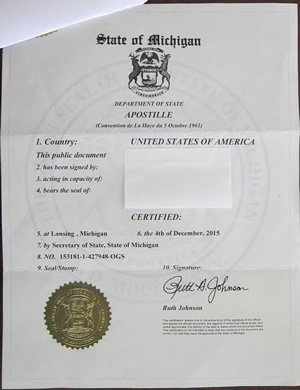 State of Michigan
DEPARTMENT OF STATE
APOSTILLE
(Convention de La Haye du 5 Octobre 1961)
1. Country: UNITED STATES OF AMERICA
This public document
2. has been signed by:
3. acting in capacity of:
4. bears the seal of:
CERTIFIED:
5. at Lansing , Michigan 6. the 4th of December, 2015
7. by Secretary of State, State of Michigan
8. NO. 153181-1-427948-OGS
9. Seal/Stamp: 10. Signature:
Ruth A. Johnson
Ruth Johnson